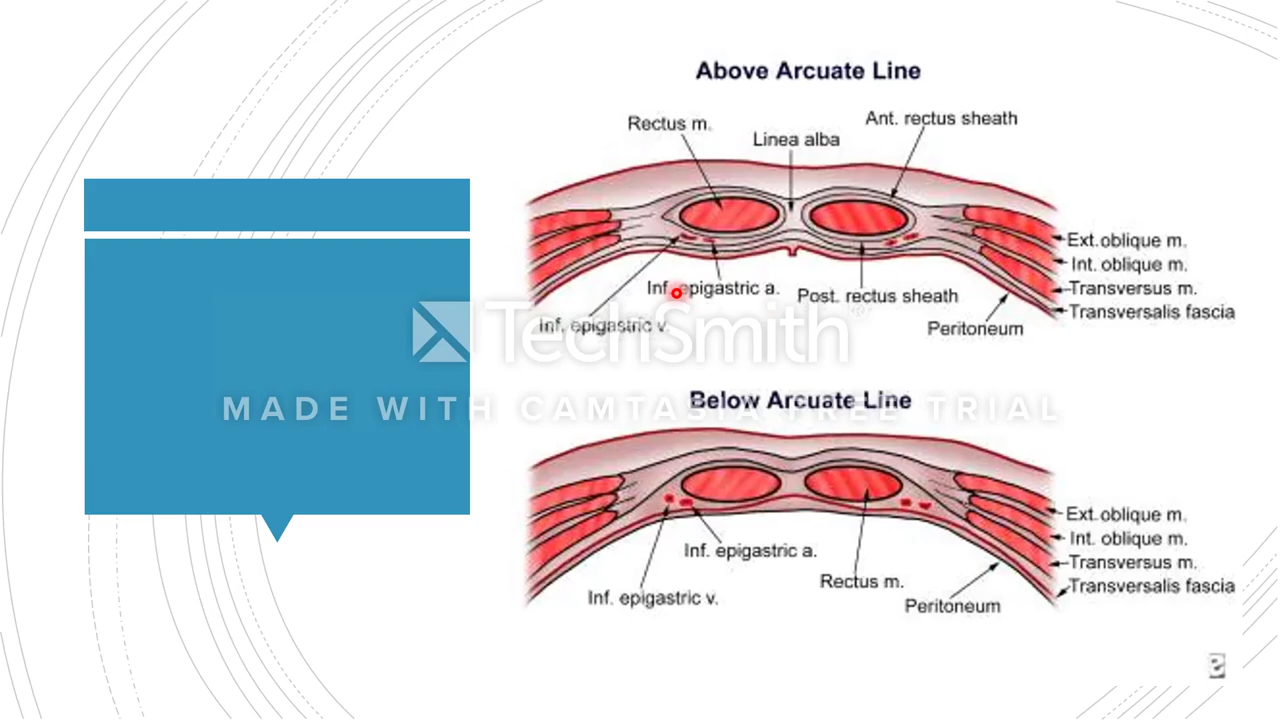 Above Arcuate Line
Rectus m.
Linea alba
Ant. rectus sheath
Ext. oblique m.
Int. oblique m.
Transversus m.
Transversalis fascia
Inf. epigastric a.
Post. rectus sheath
Inf. epigastric v.
Peritoneum
TechSmith
MADE WITH CAMTASIA FREE TRIAL
Below Arcuate Line
Ext. oblique m.
Int. oblique m.
Transversus m.
Transversalis fascia
Inf. epigastric a.
Rectus m.
Inf. epigastric v.
Peritoneum